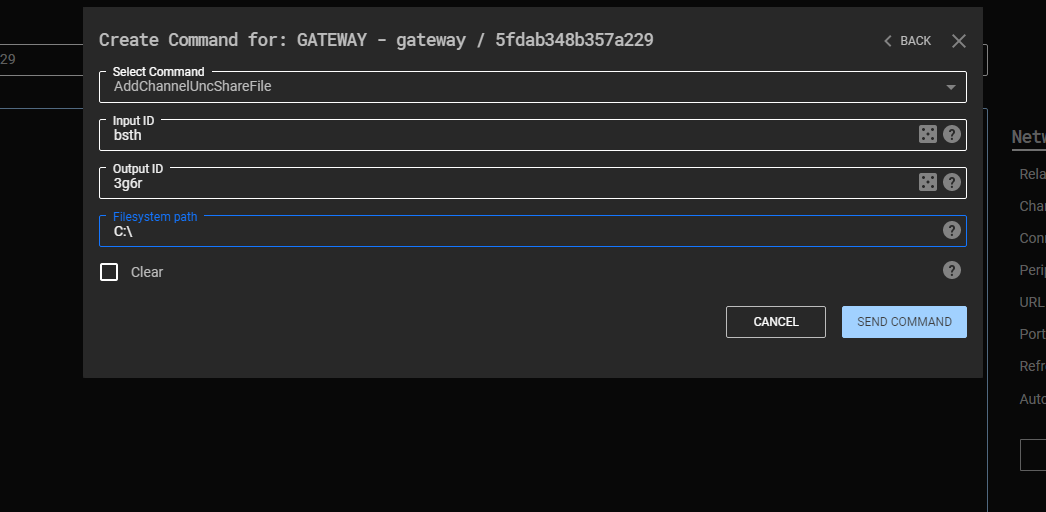 Create Command for: GATEWAY - gateway / 5fdab348b357a229
BACK
29
Select Command
AddChannelUncShareFile
Input ID
bsth
?
Output ID
3g6r
?
Filesystem path
C:\
?
Clear
?
CANCEL
SEND COMMAND
Netw
Rela
Chan
Conn
Perip
URL
Port
Refr
Auto